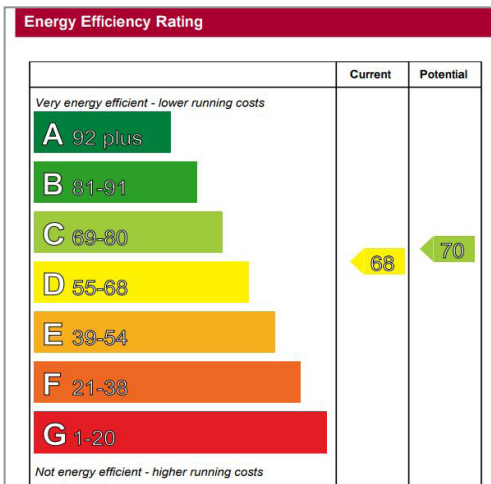 Energy Efficiency Rating
Current Potential
Very energy efficient - lower running costs
A 92 plus
B 81-91
C 69-80
70
68
D 55-68
E 39-54
F 21-38
G 1-20
Not energy efficient - higher running costs